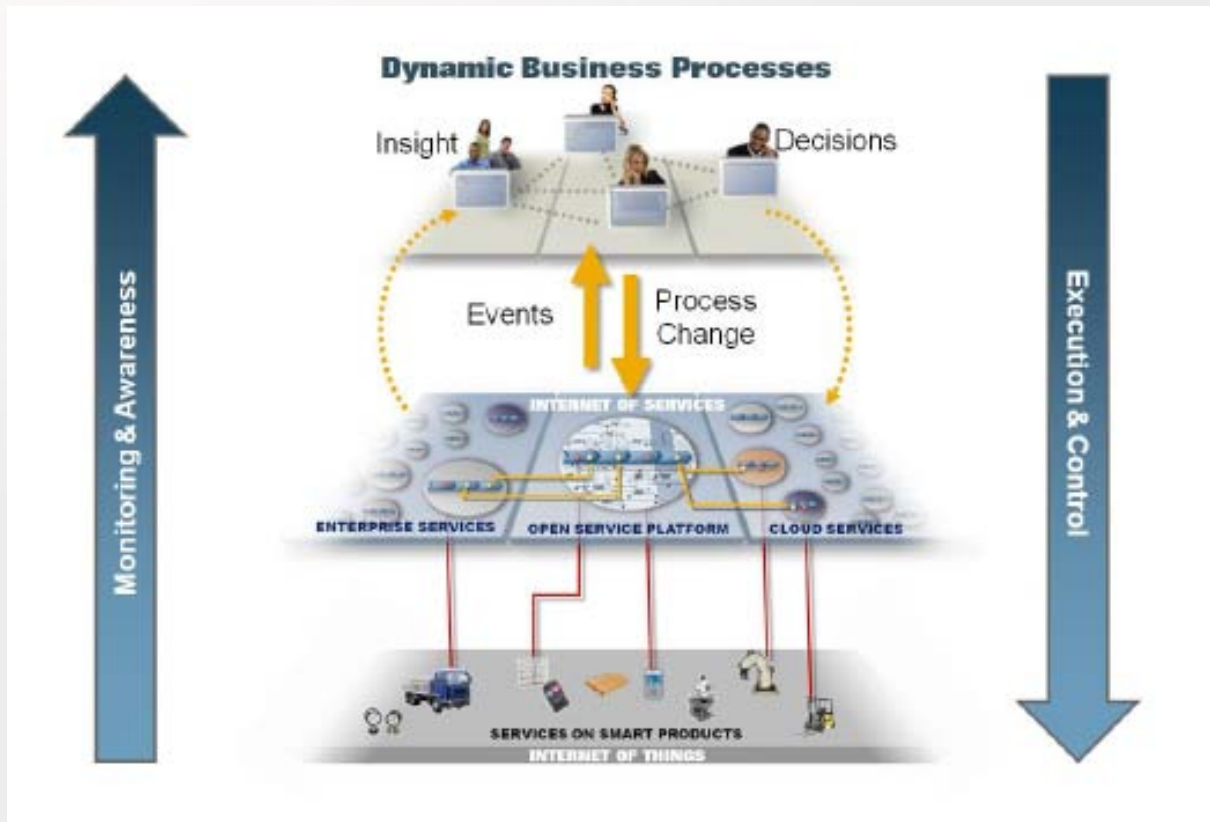 Dynamic Business Processes
Insight
Decisions
Monitoring & Awareness
Execution & Control
Events
Process
Change
INTERNET OF SERVICES
ENTERPRISE SERVICES
OPEN SERVICE PLATFORM
CLOUD SERVICES
SERVICES ON SMART PRODUCTS
INTERNET OF THINGS